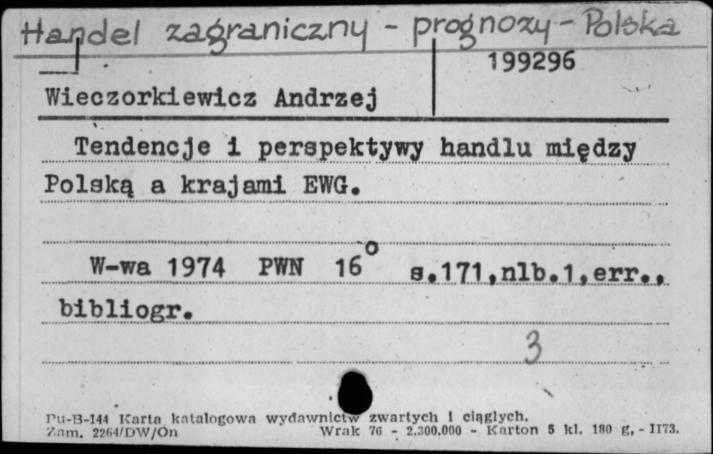 Handel zagraniczny - prognozy - Polska
199296
Wieczorkiewicz Andrzej
Tendencje i perspektywy handlu między
Polską a krajami EWG.
W-wa 1974 PWN 16° s.171,nlb.1,err.,
bibliogr.
3
Pu-B-144 Karta katalogowa wydawnictw zwartych i ciągłych.
Zam. 2264/DW/On Wrak 76 - 2.300.000 - Karton 5 kl. 180 g, - II73.